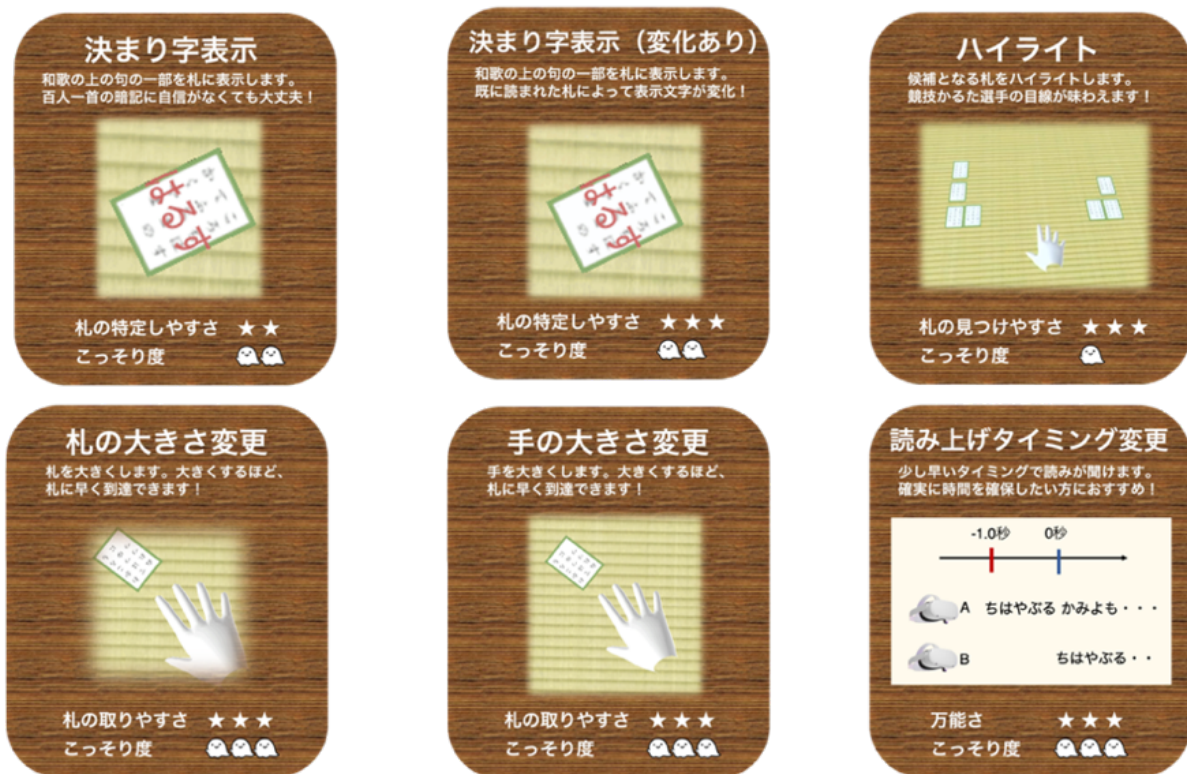 決まり字表示
和歌の上の句の一部を札に表示します。
百人一首の暗記に自信がなくても大丈夫！
札の特定しやすさ ★★
こっそり度
決まり字表示（変化あり）
和歌の上の句の一部を札に表示します。
既に読まれた札によって表示文字が変化！
札の特定しやすさ ★★★
こっそり度
ハイライト
候補となる札をハイライトします。
競技かるた選手の目線が味わえます！
札の見つけやすさ ★★★
こっそり度
札の大きさ変更
札を大きくします。大きくするほど、
札に早く到達できます！
札の取りやすさ ★★★
こっそり度
手の大きさ変更
手を大きくします。大きくするほど、
札に早く到達できます！
札の取りやすさ ★★★
こっそり度
読み上げタイミング変更
少し早いタイミングで読みが聞けます。
確実に時間を確保したい方におすすめ！
-1.0秒 0秒
A ちはやぶる かみよも・・・
B ちはやぶる・・
万能さ ★★★
こっそり度